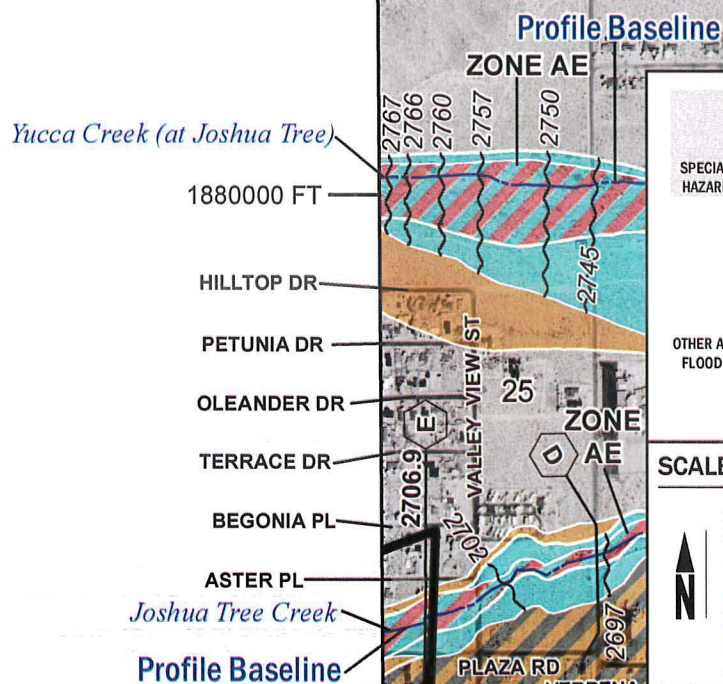 Profile Baseline
ZONE AE
2767
2766
2760
2757
2750
Yucca Creek (at Joshua Tree)
1880000 FT
2745
HILLTOP DR
PETUNIA DR
VALLEY VIEW ST
25
OLEANDER DR
E
ZONE
AE
D
TERRACE DR
2706.9
BEGONIA PL
2702
ASTER PL
Joshua Tree Creek
2697
Profile Baseline
PLAZA RD
SCALE
N
OTHER A
FLOOD
SPECIA
HAZAR